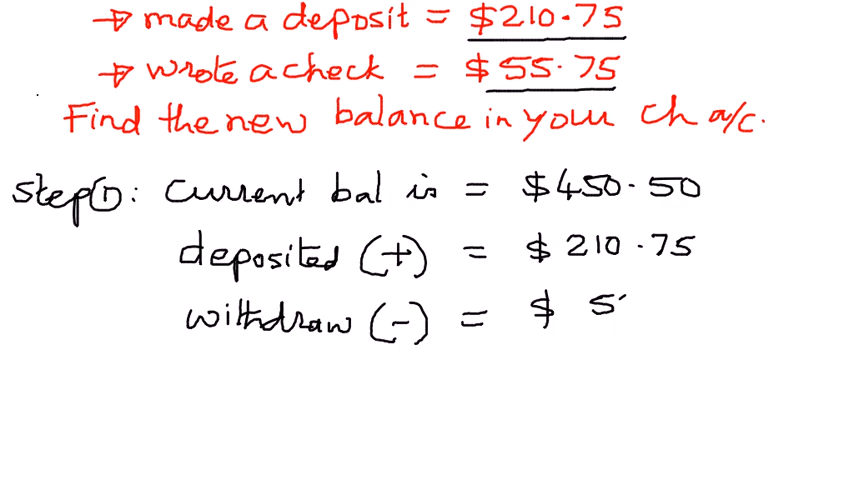 → made a deposit = $210.75
→ wrote a check = $55.75
Find the new balance in your ch a/c.
Step①: current bal is = $450.50
deposited (+) = $210.75
withdraw (-) = $ 5